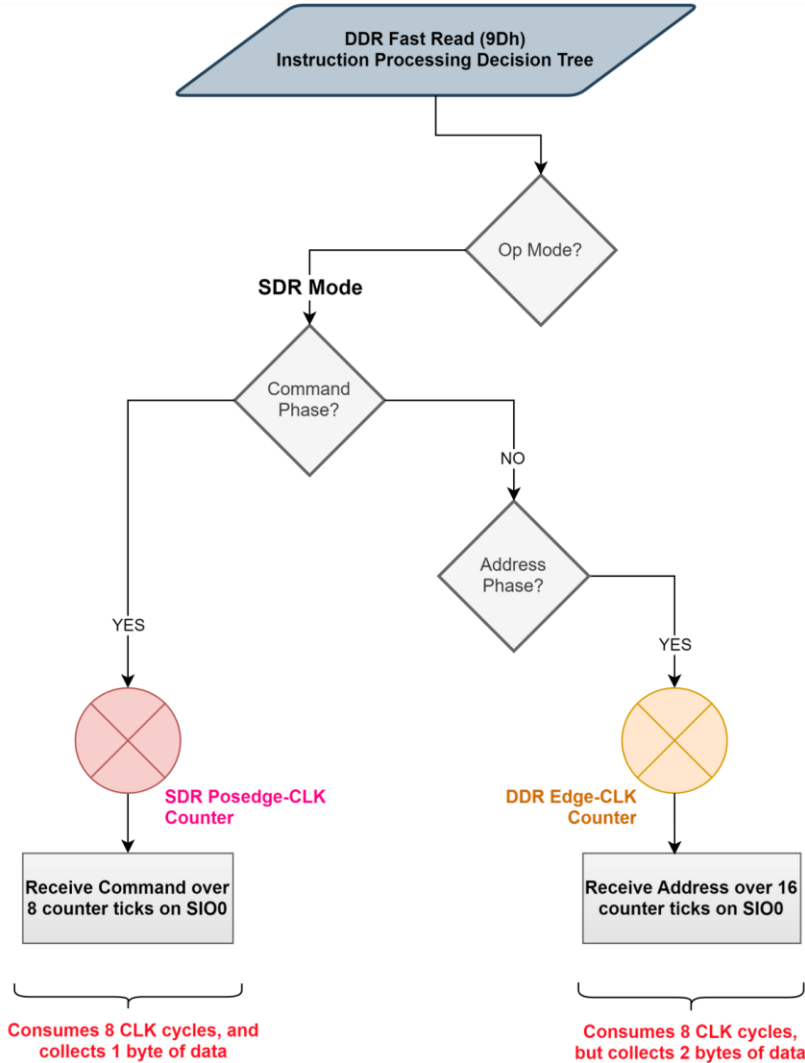 DDR Fast Read (9Dh)
Instruction Processing Decision Tree
Op Mode?
SDR Mode
Command
Phase?
NO
Address
Phase?
YES
YES
SDR Posedge-CLK
Counter
DDR Edge-CLK
Counter
Receive Command over
8 counter ticks on SIO0
Receive Address over 16
counter ticks on SIO0
Consumes 8 CLK cycles, and
collects 1 byte of data
Consumes 8 CLK cycles,
but collects 2 bytes of data